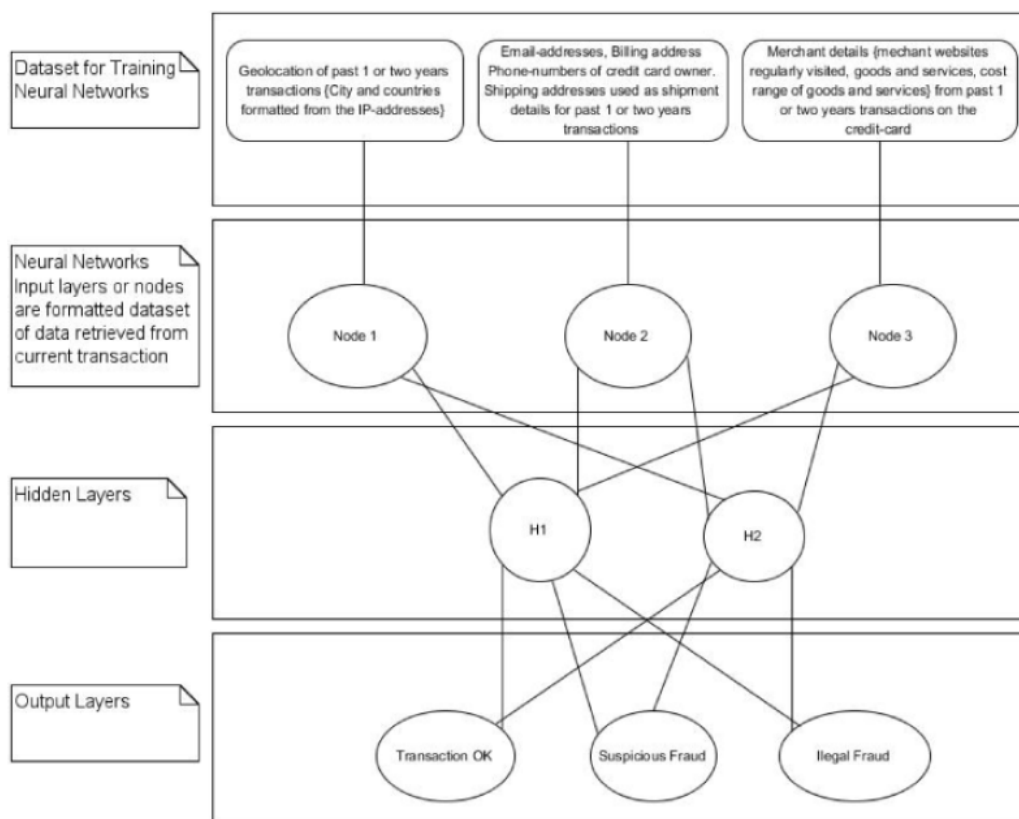 Dataset for Training
Neural Networks
Geolocation of past 1 or two years
transactions {City and countries
formatted from the IP-addresses}
Email-addresses, Billing address
Phone-numbers of credit card owner.
Shipping addresses used as shipment
details for past 1 or two years
transactions
Merchant details {mechant websites
regularly visited, goods and services, cost
range of goods and services} from past 1
or two years transactions on the
credit-card
Neural Networks
Input layers or nodes
are formatted dataset
of data retrieved from
current transaction
Node 1
Node 2
Node 3
Hidden Layers
H1
H2
Output Layers
Transaction OK
Suspicious Fraud
Ilegal Fraud